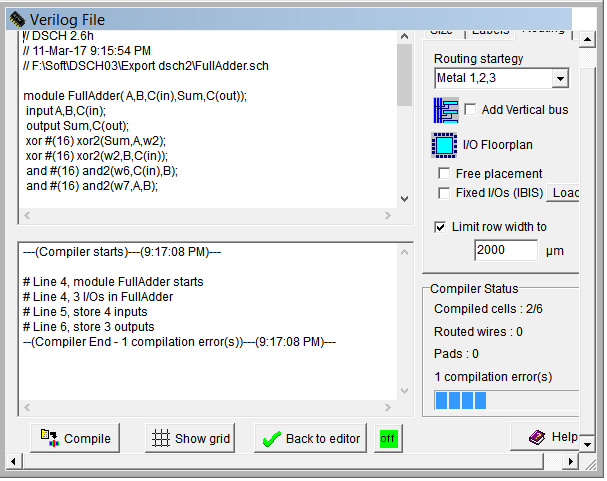 Verilog File
// DSCH 2.6h
// 11-Mar-17 9:15:54 PM
// F:\Soft\DSCH03\Export dsch2\FullAdder.sch
module FullAdder( A,B,C(in),Sum,C(out));
input A,B,C(in);
output Sum,C(out);
xor #(16) xor2(Sum,A,w2);
xor #(16) xor2(w2,B,C(in));
and #(16) and2(w6,C(in),B);
and #(16) and2(w7,A,B);
---(Compiler starts)---(9:17:08 PM)---
# Line 4, module FullAdder starts
# Line 4, 3 I/Os in FullAdder
# Line 5, store 4 inputs
# Line 6, store 3 outputs
--(Compiler End - 1 compilation error(s))---(9:17:08 PM)---
Size Labels Routing
Routing startegy
Metal 1,2,3
Add Vertical bus
I/O Floorplan
Free placement
Fixed I/Os (IBIS) Load
Limit row width to
2000 µm
Compiler Status
Compiled cells : 2/6
Routed wires : 0
Pads : 0
1 compilation error(s)
Compile Show grid Back to editor off Help